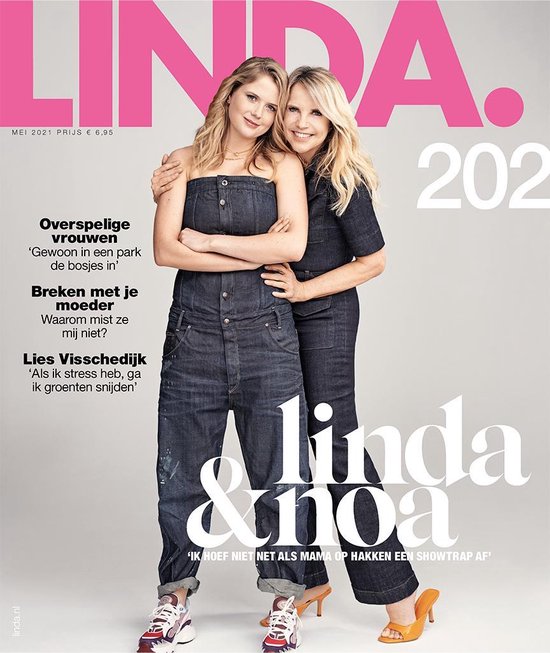 LINDA.
MEI 2021 PRIJS € 6,95
202
Overspelige
vrouwen
‘Gewoon in een park
de bosjes in’
Breken met je
moeder
Waarom mist ze
mij niet?
Lies Visschedijk
‘Als ik stress heb, ga
ik groenten snijden’
linda
&noa
‘IK HOEF NIET NET ALS MAMA OP HAKKEN EEN SHOWTRAP AF’
linda.nl